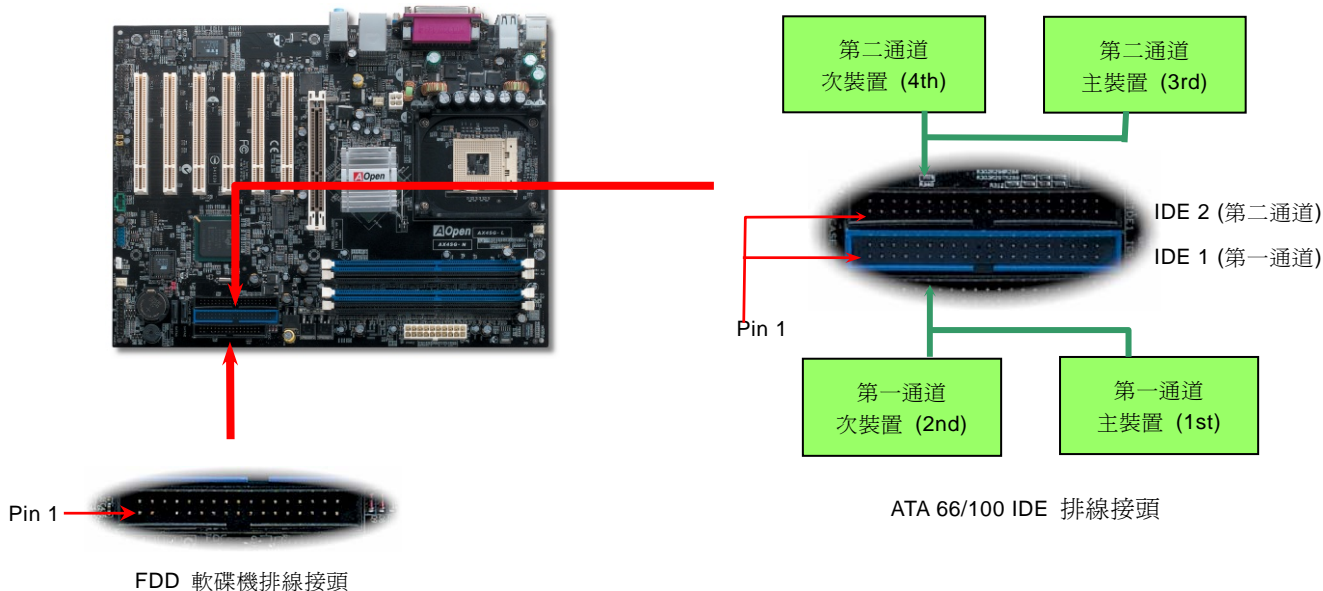 第二通道
次裝置 (4th)
第二通道
主裝置 (3rd)
AOpen
AOpen
AX4SG-L
AX4SG-N
IDE 2 (第二通道)
IDE 1 (第一通道)
Pin 1
第一通道
次裝置 (2nd)
第一通道
主裝置 (1st)
ATA 66/100 IDE 排線接頭
Pin 1
FDD 軟碟機排線接頭